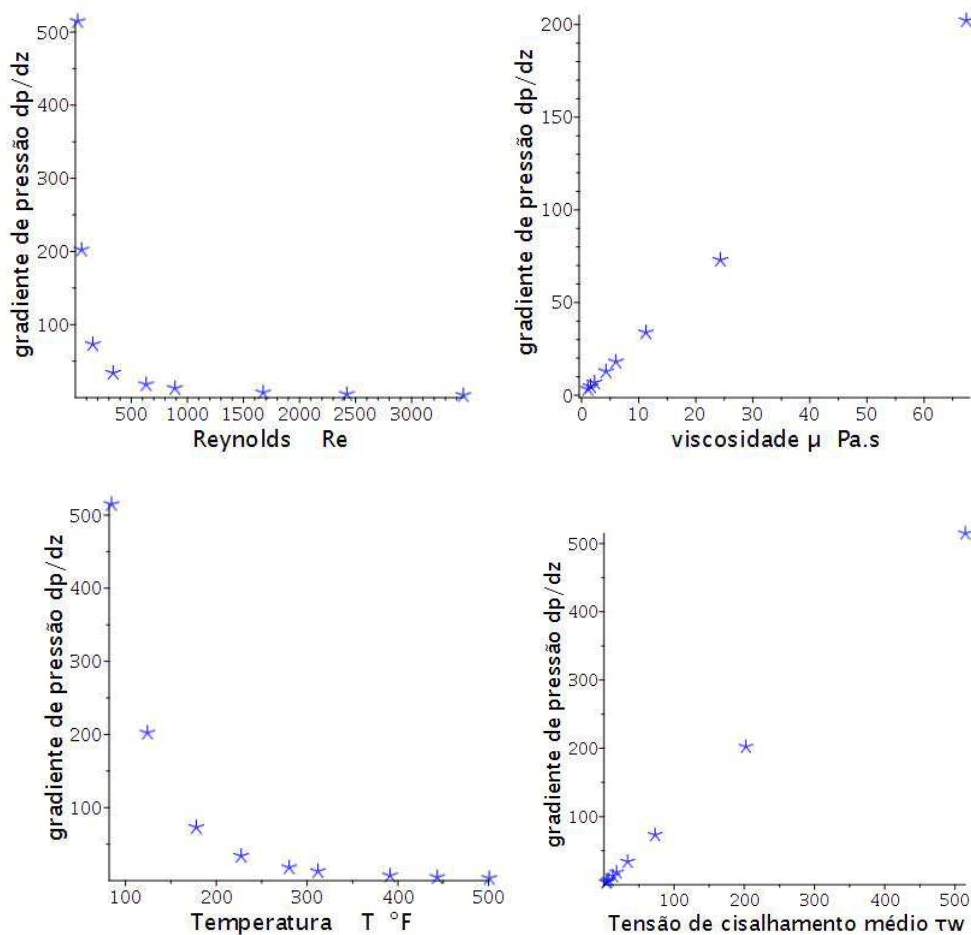 gradiente de pressão dp/dz
500
400
300
200
100
500 1000 1500 2000 2500 3000
Reynolds Re
gradiente de pressão dp/dz
200
150
100
50
0
0 10 20 30 40 50 60
viscosidade μ Pa.s
gradiente de pressão dp/dz
500
400
300
200
100
100 200 300 400 500
Temperatura T °F
gradiente de pressão dp/dz
500
400
300
200
100
100 200 300 400 500
Tensão de cisalhamento médio τw